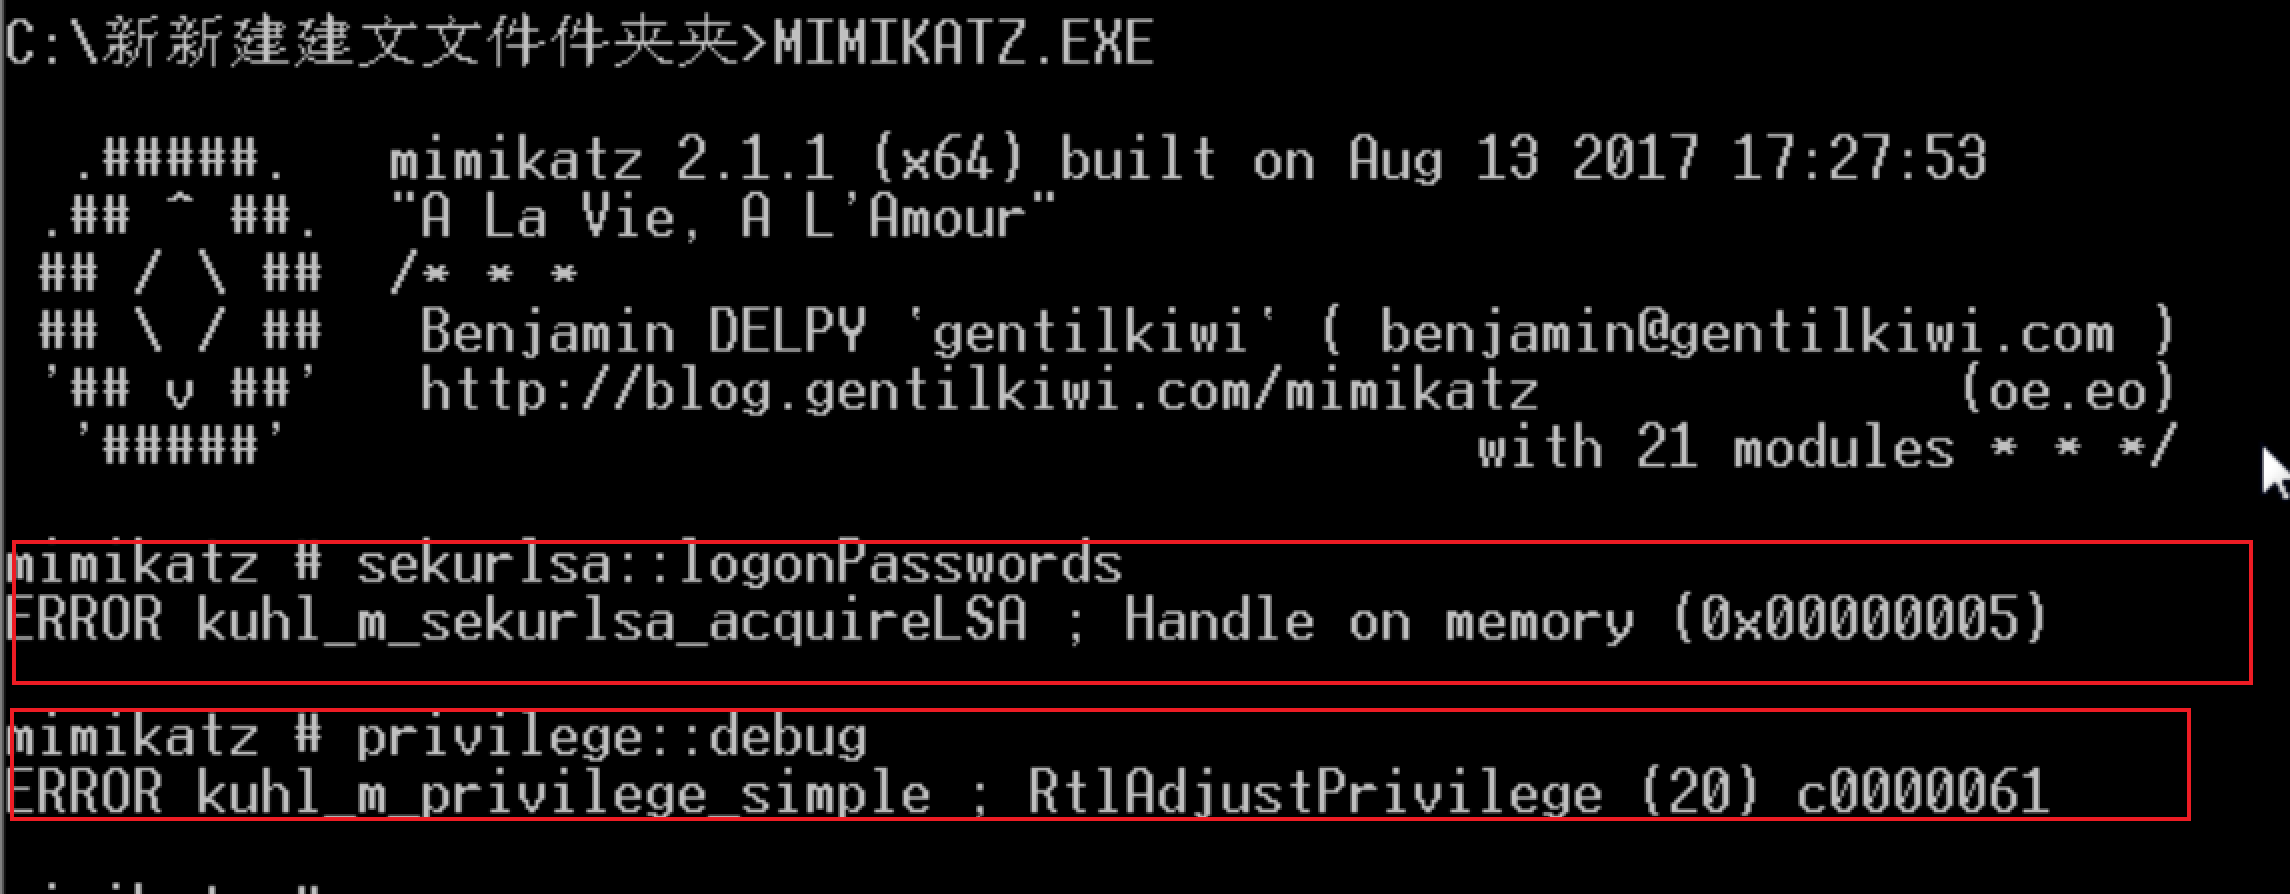 C:\新新建建文文件件夹夹>MIMIKATZ.EXE
.#####. mimikatz 2.1.1 (x64) built on Aug 13 2017 17:27:53
.## ^ ##. "A La Vie, A L'Amour"
## / \ ## /* * *
## \ / ## Benjamin DELPY 'gentilkiwi' ( benjamin@gentilkiwi.com )
'## v ##' http://blog.gentilkiwi.com/mimikatz (oe.eo)
'#####' with 21 modules * * */
mimikatz # sekurlsa::logonPasswords
ERROR kuhl_m_sekurlsa_acquireLSA ; Handle on memory (0x00000005)
mimikatz # privilege::debug
ERROR kuhl_m_privilege_simple ; RtlAdjustPrivilege (20) c0000061